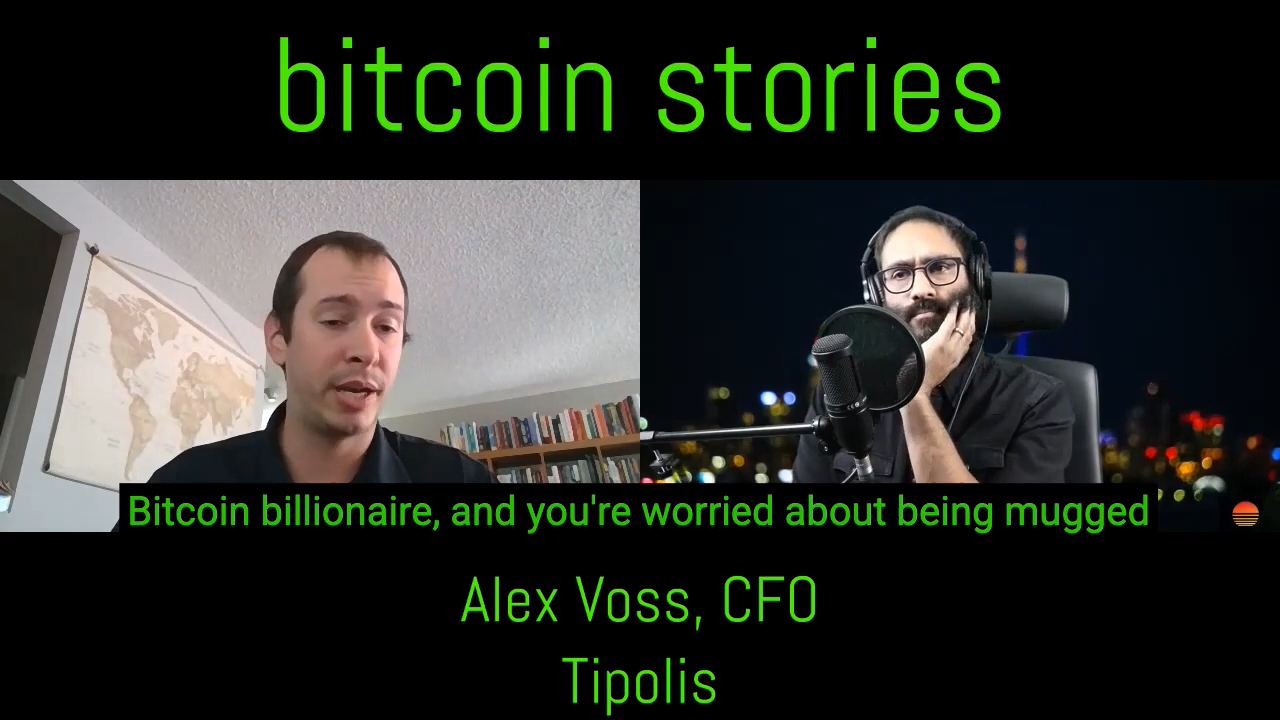 bitcoin stories
Bitcoin billionaire, and you're worried about being mugged
Alex Voss, CFO
Tipolis